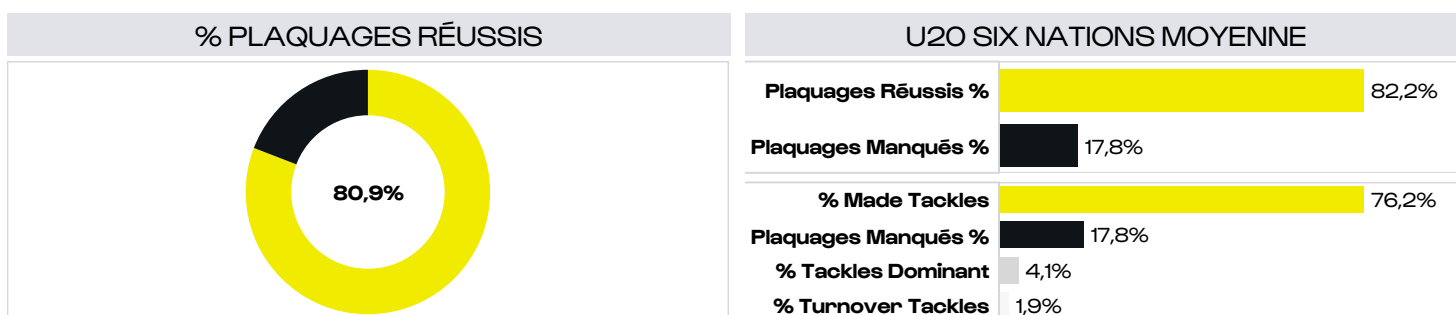 % PLAQUAGES RÉUSSIS
80,9%
U20 SIX NATIONS MOYENNE
Plaquages Réussis % 82,2%
Plaquages Manqués % 17,8%
% Made Tackles 76,2%
Plaquages Manqués % 17,8%
% Tackles Dominant 4,1%
% Turnover Tackles 1,9%